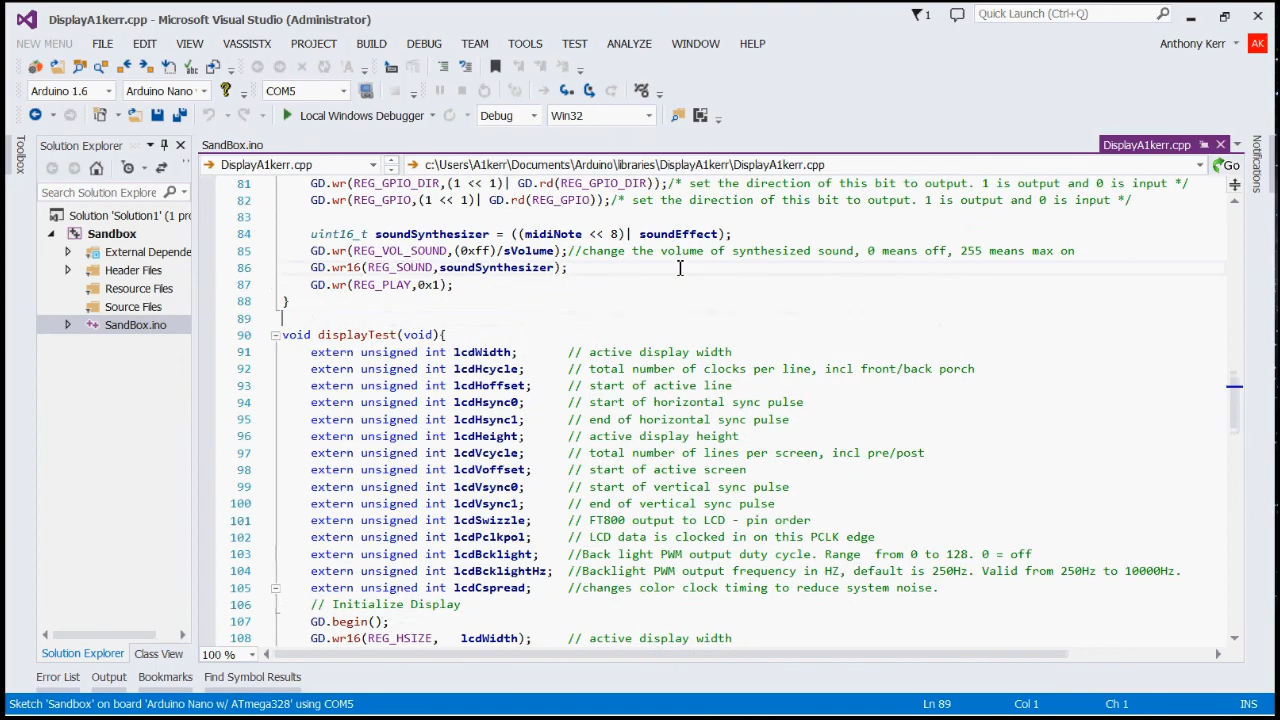 DisplayA1kerr.cpp - Microsoft Visual Studio (Administrator)
1
Quick Launch (Ctrl+Q)
NEW MENU FILE EDIT VIEW VASSISTX PROJECT BUILD DEBUG TEAM TOOLS TEST ANALYZE WINDOW HELP
Anthony Kerr AK
Arduino 1.6 Arduino Nano COM5
Local Windows Debugger Debug Win32
Toolbox
Solution Explorer
SandBox.ino
DisplayA1kerr.cpp
Notifications
DisplayA1kerr.cpp
c:\Users\A1kerr\Documents\Arduino\libraries\DisplayA1kerr\DisplayA1kerr.cpp
Go
Search Solution Explore
Solution 'Solution1' (1 pro
Sandbox
External Depende
Header Files
Resource Files
Source Files
SandBox.ino
81 GD.wr(REG_GPIO_DIR,(1 << 1)| GD.rd(REG_GPIO_DIR));/* set the direction of this bit to output. 1 is output and 0 is input */
82 GD.wr(REG_GPIO,(1 << 1)| GD.rd(REG_GPIO));/* set the direction of this bit to output. 1 is output and 0 is input */
83
84 uint16_t soundSynthesizer = ((midiNote << 8)| soundEffect);
85 GD.wr(REG_VOL_SOUND,(0xff)/sVolume);//change the volume of synthesized sound, 0 means off, 255 means max on
86 GD.wr16(REG_SOUND,soundSynthesizer);
87 GD.wr(REG_PLAY,0x1);
88 }
89
90 void displayTest(void){
91 extern unsigned int lcdWidth; // active display width
92 extern unsigned int lcdHcycle; // total number of clocks per line, incl front/back porch
93 extern unsigned int lcdHoffset; // start of active line
94 extern unsigned int lcdHsync0; // start of horizontal sync pulse
95 extern unsigned int lcdHsync1; // end of horizontal sync pulse
96 extern unsigned int lcdHeight; // active display height
97 extern unsigned int lcdVcycle; // total number of lines per screen, incl pre/post
98 extern unsigned int lcdVoffset; // start of active screen
99 extern unsigned int lcdVsync0; // start of vertical sync pulse
100 extern unsigned int lcdVsync1; // end of vertical sync pulse
101 extern unsigned int lcdSwizzle; // FT800 output to LCD - pin order
102 extern unsigned int lcdPclkpol; // LCD data is clocked in on this PCLK edge
103 extern unsigned int lcdBcklight; //Back light PWM output duty cycle. Range from 0 to 128. 0 = off
104 extern unsigned int lcdBcklightHz; //Backlight PWM output frequency in HZ, default is 250Hz. Valid from 250Hz to 10000Hz.
105 extern unsigned int lcdCspread; //changes color clock timing to reduce system noise.
106 // Initialize Display
107 GD.begin();
108 GD.wr16(REG_HSIZE, lcdWidth); // active display width
Solution Explorer Class View
100 %
Error List Output Bookmarks Find Symbol Results
Sketch 'Sandbox' on board 'Arduino Nano w/ ATmega328' using COM5
Ln 89 Col 1 Ch 1 INS